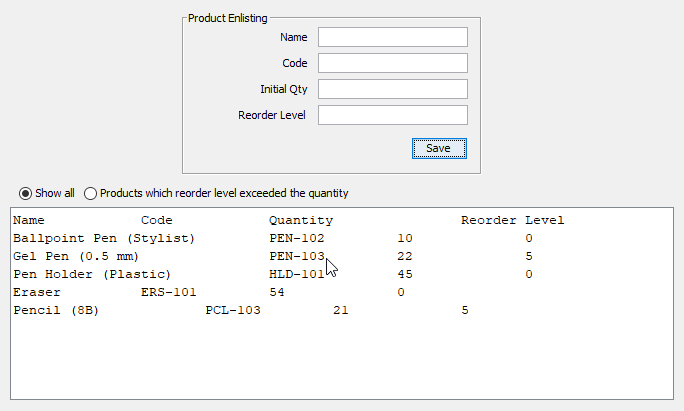 Product Enlisting
Name
Code
Initial Qty
Reorder Level
Save
Show all Products which reorder level exceeded the quantity
Name Code Quantity Reorder Level
Ballpoint Pen (Stylist) PEN-102 10 0
Gel Pen (0.5 mm) PEN-103 22 5
Pen Holder (Plastic) HLD-101 45 0
Eraser ERS-101 54 0
Pencil (8B) PCL-103 21 5